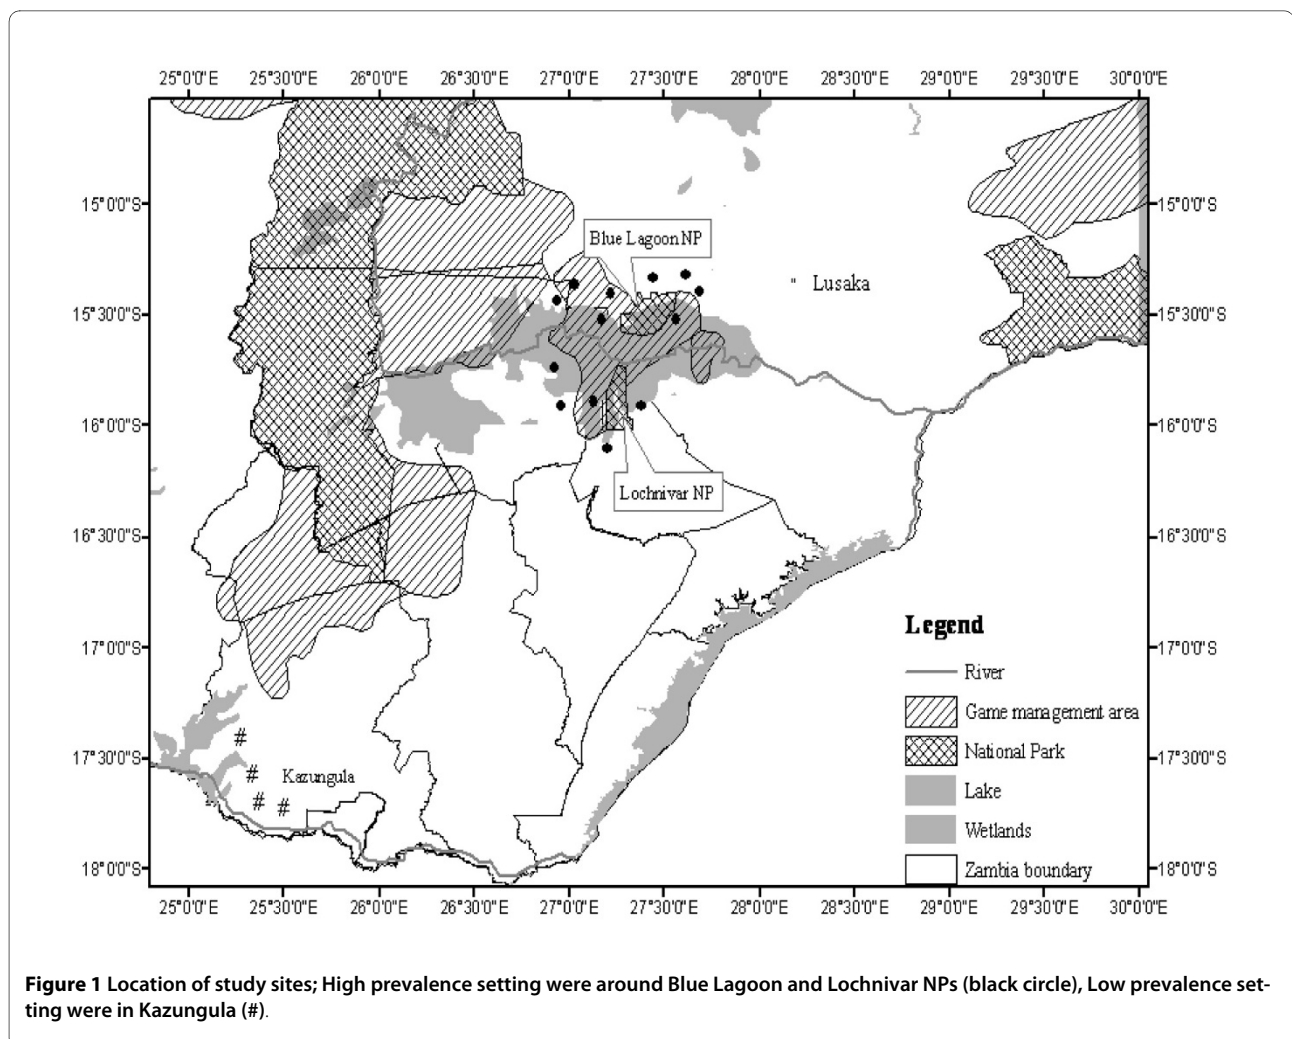 25°0'0"E 25°30'0"E 26°0'0"E 26°30'0"E 27°0'0"E 27°30'0"E 28°0'0"E 28°30'0"E 29°0'0"E 29°30'0"E 30°0'0"E
15°0'0"S 15°0'0"S
Blue Lagoon NP
Lusaka
15°30'0"S 15°30'0"S
16°0'0"S 16°0'0"S
Lochnivar NP
16°30'0"S 16°30'0"S
Legend
17°0'0"S 17°0'0"S
River
Game management area
# National Park
17°30'0"S 17°30'0"S
# Kazungula
Lake
# #
Wetlands
18°0'0"S Zambia boundary 18°0'0"S
25°0'0"E 25°30'0"E 26°0'0"E 26°30'0"E 27°0'0"E 27°30'0"E 28°0'0"E 28°30'0"E 29°0'0"E 29°30'0"E 30°0'0"E
Figure 1 Location of study sites; High prevalence setting were around Blue Lagoon and Lochnivar NPs (black circle), Low prevalence set-
ting were in Kazungula (#).